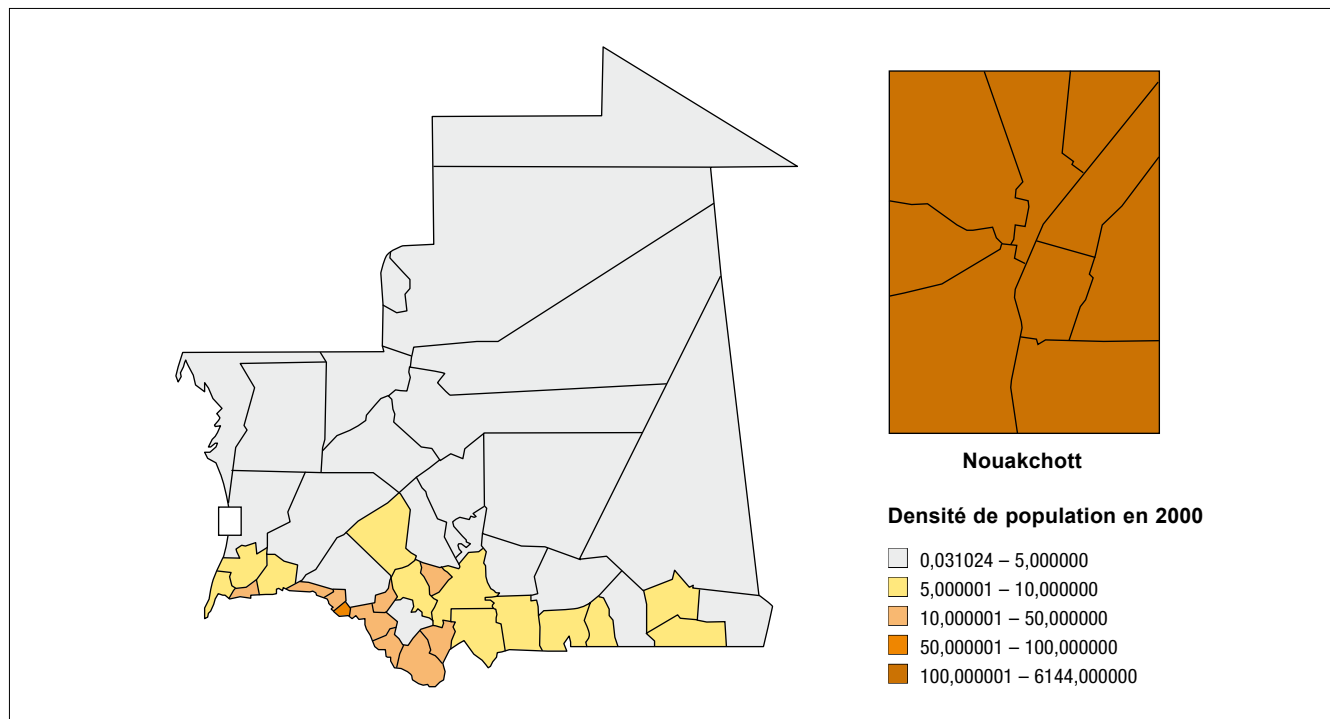 Nouakchott
Densité de population en 2000
0,031024 – 5,000000
5,000001 – 10,000000
10,000001 – 50,000000
50,000001 – 100,000000
100,000001 – 6144,000000